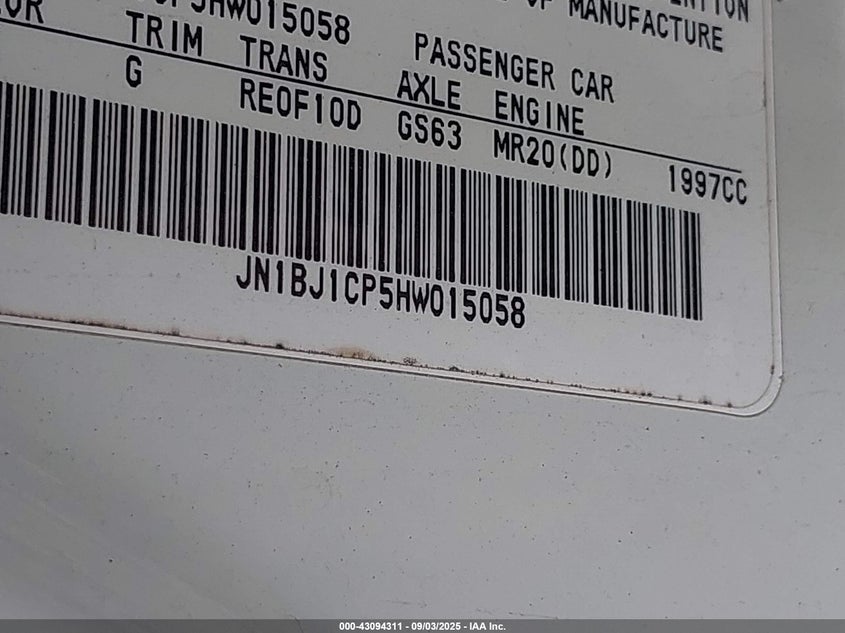 OF MANUFACTURE
5HW015058
PASSENGER CAR
TRIM TRANS AXLE ENGINE
G RE0F10D GS63 MR20(DD) 1997CC
JN1BJ1CP5HW015058
000-43094311 - 09/03/2025 - IAA Inc.